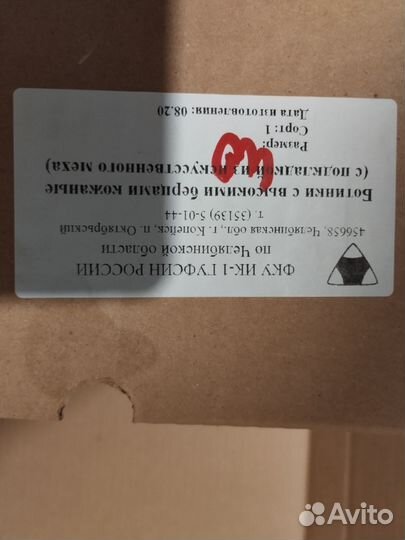 ФКУ ИК-1 ГУФСИН РОССИИ
по Челябинской области
456658, Челябинская обл., г. Копейск, п. Октябрьский
т. (35139) 5-01-44
Ботинки с высокими берцами кожаные
(с подкладкой из искусственного меха)
Размер:
Сорт: 1
Дата изготовления: 08.20
Avito